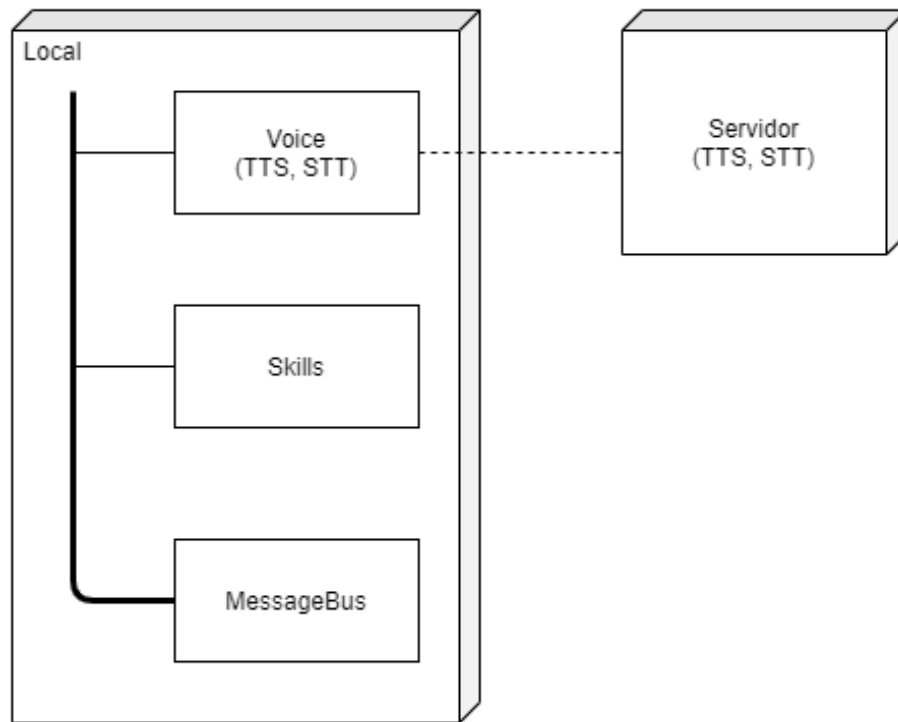 Local
Voice
(TTS, STT)
Servidor
(TTS, STT)
Skills
MessageBus